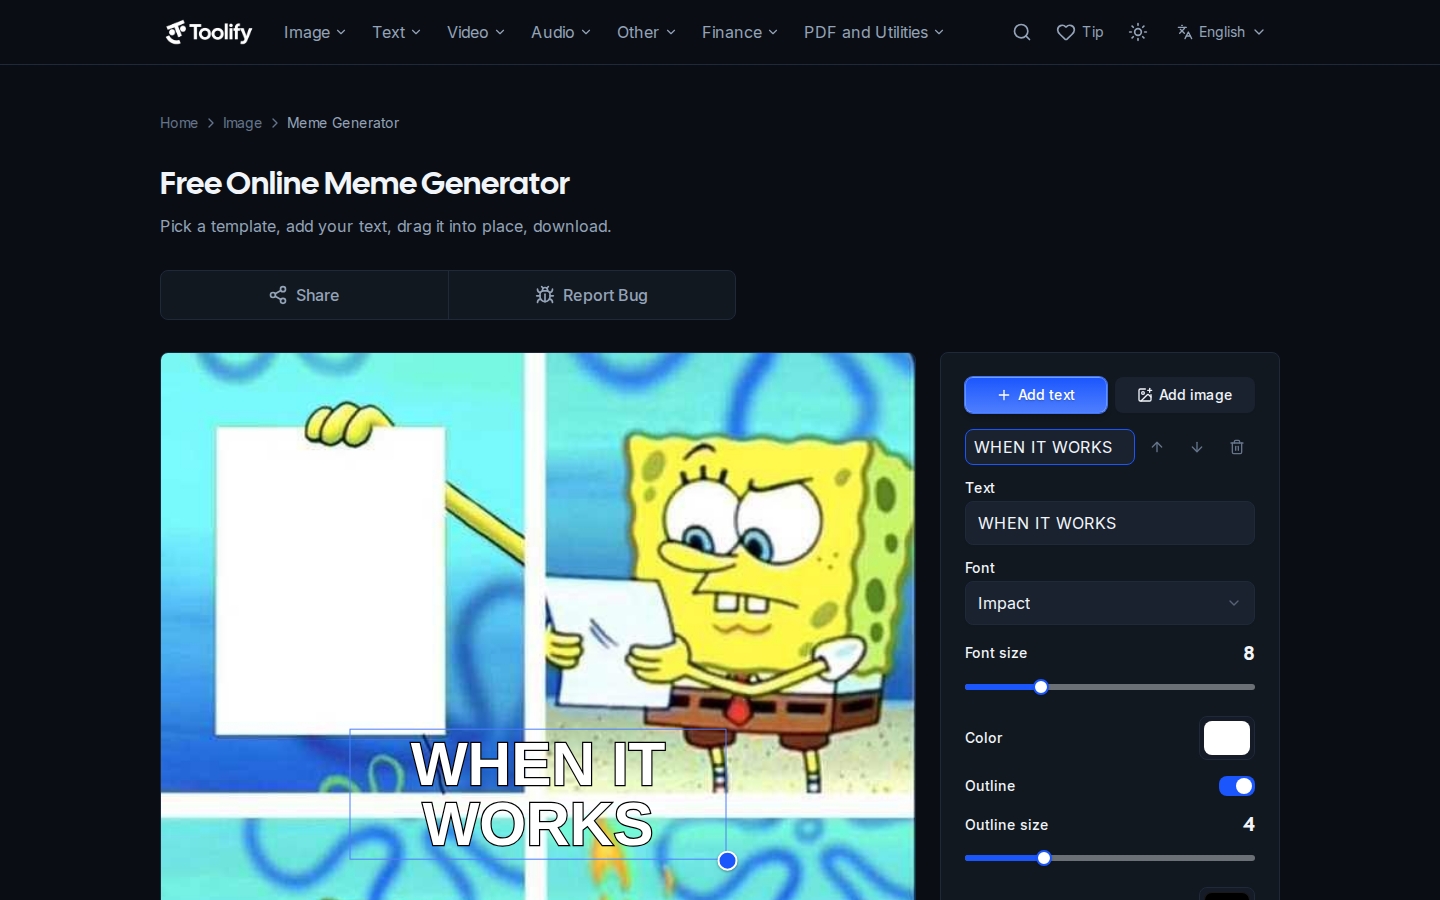 Toolify
Image
Text
Video
Audio
Other
Finance
PDF and Utilities
Tip
English
Home
Image
Meme Generator
Free Online Meme Generator
Pick a template, add your text, drag it into place, download.
Share
Report Bug
Add text
Add image
WHEN IT WORKS
Text
WHEN IT WORKS
Font
Impact
Font size
8
Color
Outline
Outline size
4
WHEN IT
WORKS